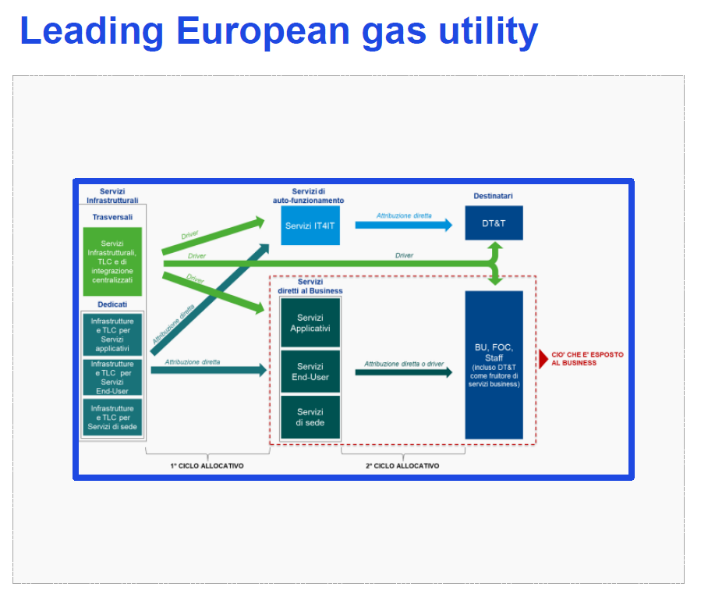 Leading European gas utility
Servizi
Infrastrutturali
Trasversali
Servizi
Infrastrutturali,
TLC e di
integrazione
centralizzati
Dedicati
Infrastrutture
e TLC per
Servizi
applicativi
Infrastrutture
e TLC per
Servizi
End-User
Infrastrutture
e TLC per
Servizi di sede
Driver
Driver
Driver
Driver
Attribuzione diretta
Attribuzione diretta
Servizi di
auto-funzionamento
Servizi IT4IT
Attribuzione diretta
Servizi
diretti al Business
Servizi
Applicativi
Servizi
End-User
Servizi
di sede
Attribuzione diretta o driver
Destinatari
DT&T
BU, FOC,
Staff
(incluso DT&T
come fruitore di
servizi business)
CIO' CHE E' ESPOSTO
AL BUSINESS
1° CICLO ALLOCATIVO
2° CICLO ALLOCATIVO